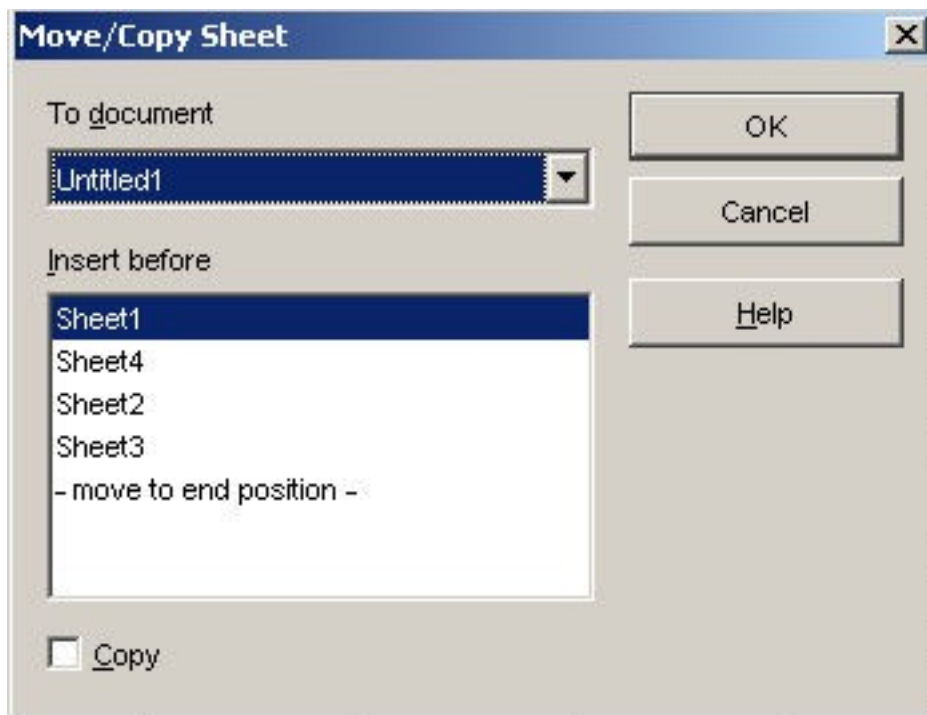 Move/Copy Sheet
To document
Untitled1
Insert before
Sheet1
Sheet4
Sheet2
Sheet3
- move to end position -
Copy
OK
Cancel
Help